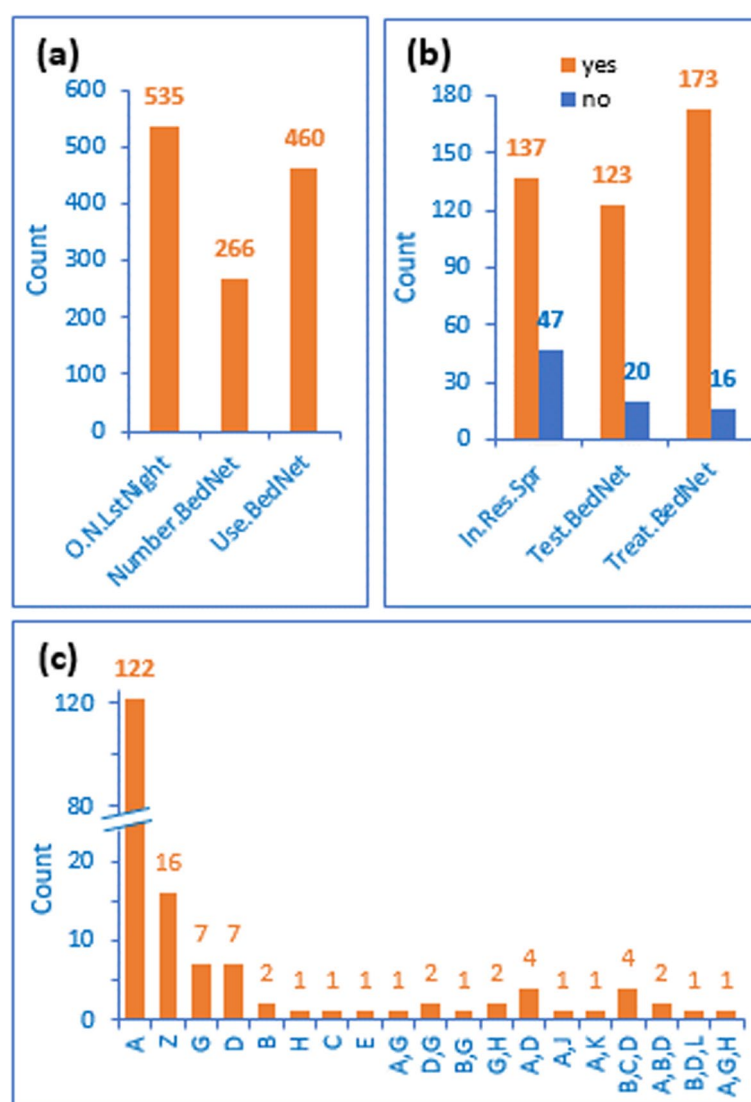 (a)
600
500
400
300
200
100
0
Count
535
266
460
O.N.LstNight
Number.BedNet
Use.BedNet
(b)
yes
no
180
150
120
90
60
30
0
Count
137
47
123
20
173
16
In.Res.Spr
Test.BedNet
Treat.BedNet
(c)
120
80
20
10
0
Count
122
16
7
7
2
1
1
1
1
2
1
2
4
1
1
4
2
1
1
A
Z
G
D
B
H
C
E
A,G
D,G
B,G
G,H
A,D
A,J
A,K
B,C,D
A,B,D
B,D,L
A,G,H